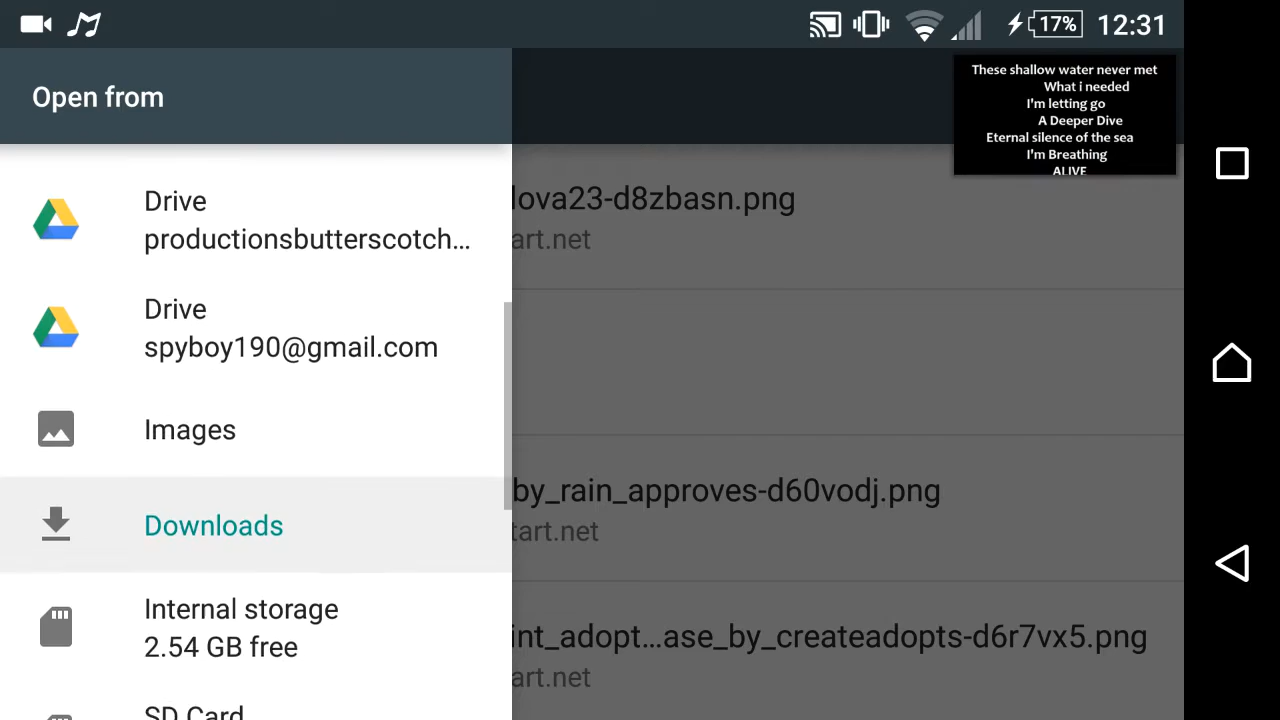 17%
12:31
Open from
These shallow water never met
What i needed
I'm letting go
A Deeper Dive
Eternal silence of the sea
I'm Breathing
ALIVE
Drive
productionsbutterscotch...
lova23-d8zbasn.png
art.net
Drive
spyboy190@gmail.com
Images
by_rain_approves-d60vodj.png
tart.net
Downloads
Internal storage
2.54 GB free
int_adopt...ase_by_createadopts-d6r7vx5.png
art.net
SD Card